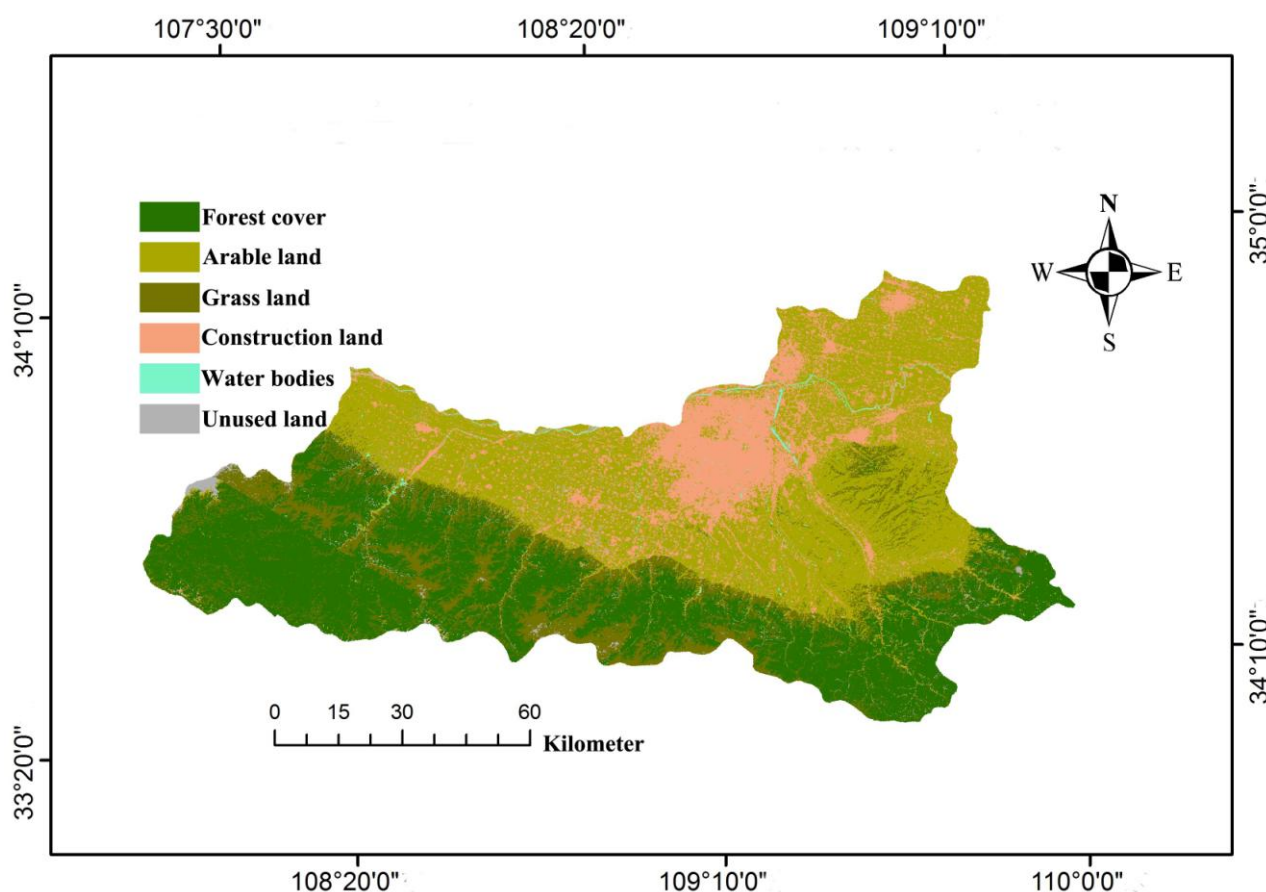 107°30'0" 108°20'0" 109°10'0"
35°0'0"
N
W E
S
34°10'0"
Forest cover
Arable land
Grass land
Construction land
Water bodies
Unused land
34°10'0"
0 15 30 60
Kilometer
33°20'0"
108°20'0" 109°10'0" 110°0'0"